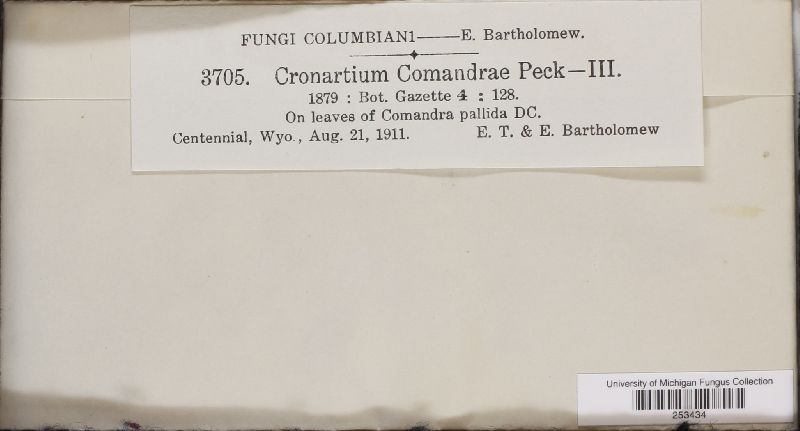 FUNGI COLUMBIANI—E. Bartholomew.
3705. Cronartium Comandrae Peck—III.
1879 : Bot. Gazette 4 : 128.
On leaves of Comandra pallida DC.
Centennial, Wyo., Aug. 21, 1911. E. T. & E. Bartholomew
University of Michigan Fungus Collection
253434